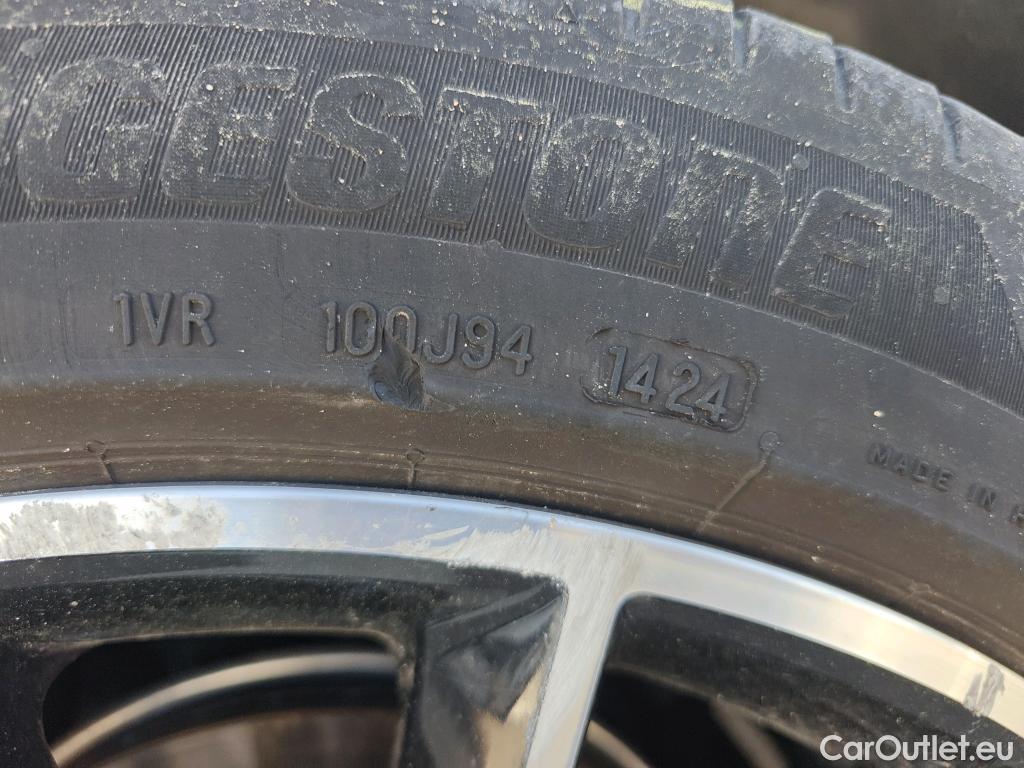 GESTONE
1VR 100J94 1424
MADE IN
CarOutlet.eu